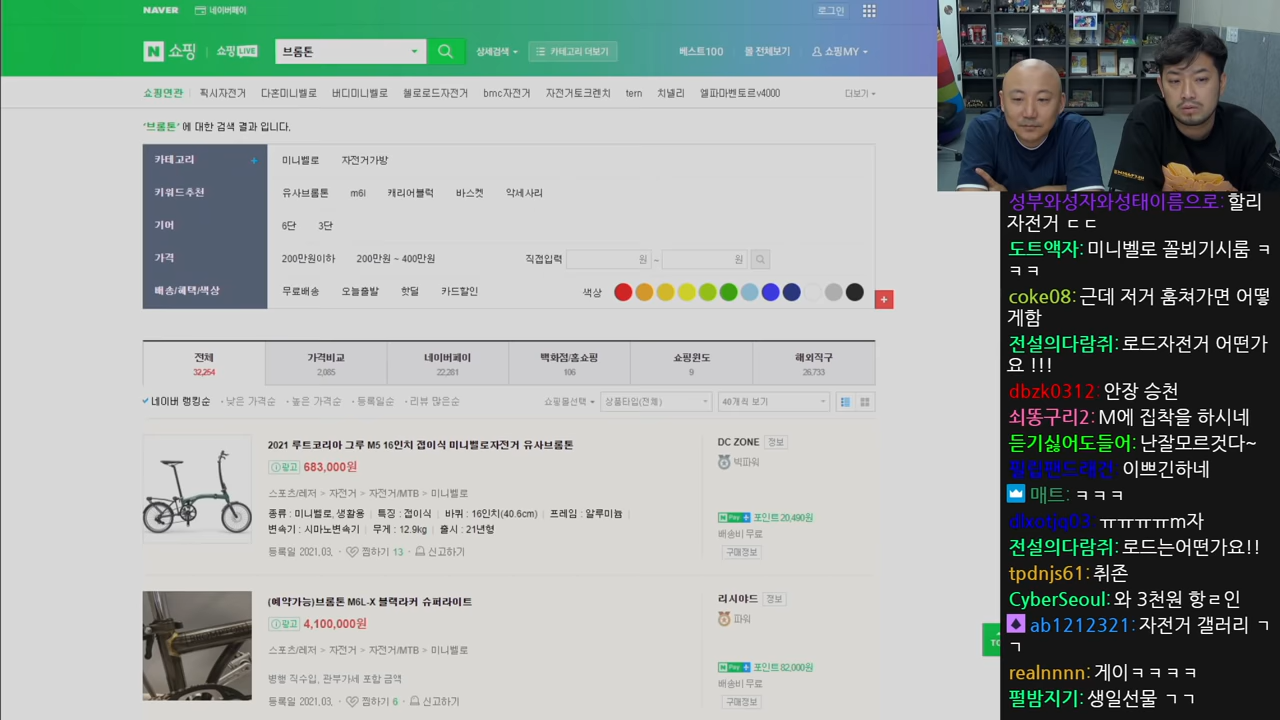 NAVER 네이버페이
로그인
N 쇼핑 쇼핑LIVE 브롬톤 상세검색 카테고리 더보기 베스트100 몰 전체보기 쇼핑MY
쇼핑연관 픽시자전거 다혼미니벨로 버디미니벨로 첼로로드자전거 bmc자전거 자전거토크렌치 tern 치넬리 엘파마벤토르v4000 더보기
'브롬톤' 에 대한 검색 결과 입니다.
카테고리 + 미니벨로 자전거가방
키워드추천 유사브롬톤 m6l 캐리어블럭 바스켓 악세사리
기어 6단 3단
가격 200만원이하 200만원 ~ 400만원 직접입력 원 ~ 원
배송/혜택/색상 무료배송 오늘출발 핫딜 카드할인 색상
+
전체 가격비교 네이버페이 백화점/홈쇼핑 쇼핑윈도 해외직구
32,254 2,085 22,281 106 9 26,733
네이버 랭킹순 · 낮은 가격순 · 높은 가격순 · 등록일순 · 리뷰 많은순 쇼핑몰선택 상품타입(전체) 40개씩 보기
2021 루트코리아 그루 M5 16인치 접이식 미니벨로자전거 유사브롬톤
광고 683,000원
스포츠/레저 > 자전거 > 자전거/MTB > 미니벨로
종류 : 미니벨로, 생활용 | 특징 : 접이식 | 바퀴 : 16인치(40.6cm) | 프레임 : 알루미늄
변속기 : 시마노변속기 | 무게 : 12.9kg | 출시 : 21년형
등록일 2021.03. · 찜하기 13 · 신고하기
DC ZONE 정보
빅파워
N Pay + 포인트 20,490원
배송비 무료
구매정보
(예약가능)브롬톤 M6L-X 블랙라커 슈퍼라이트
광고 4,100,000원
스포츠/레저 > 자전거 > 자전거/MTB > 미니벨로
병행 직수입, 관부가세 포함 금액
등록일 2021.03. · 찜하기 6 · 신고하기
리시야드 정보
파워
N Pay + 포인트 82,000원
배송비 무료
구매정보
성부와성자와성태이름으로: 할리
자전거 ㄷㄷ
도트액자: 미니벨로 꼴뵈기시룸 ㅋ
ㅋㅋ
coke08: 근데 저거 훔쳐가면 어떻
게함
전설의다람쥐: 로드자전거 어떤가
요 !!!
dbzk0312: 안장 승천
쇠똥구리2: M에 집착을 하시네
듣기싫어도들어: 난잘모르것다~
필립팬드래건: 이쁘긴하네
매트: ㅋㅋㅋ
dlxotjq03: ㅠㅠㅠㅠm자
전설의다람쥐: 로드는어떤가요!!
tpdnjs61: 취존
CyberSeoul: 와 3천원 항ㄹ인
ab1212321: 자전거 갤러리 ㄱ
ㄱ
realnnnn: 게이ㅋㅋㅋㅋ
펄밤지기: 생일선물 ㄱㄱ